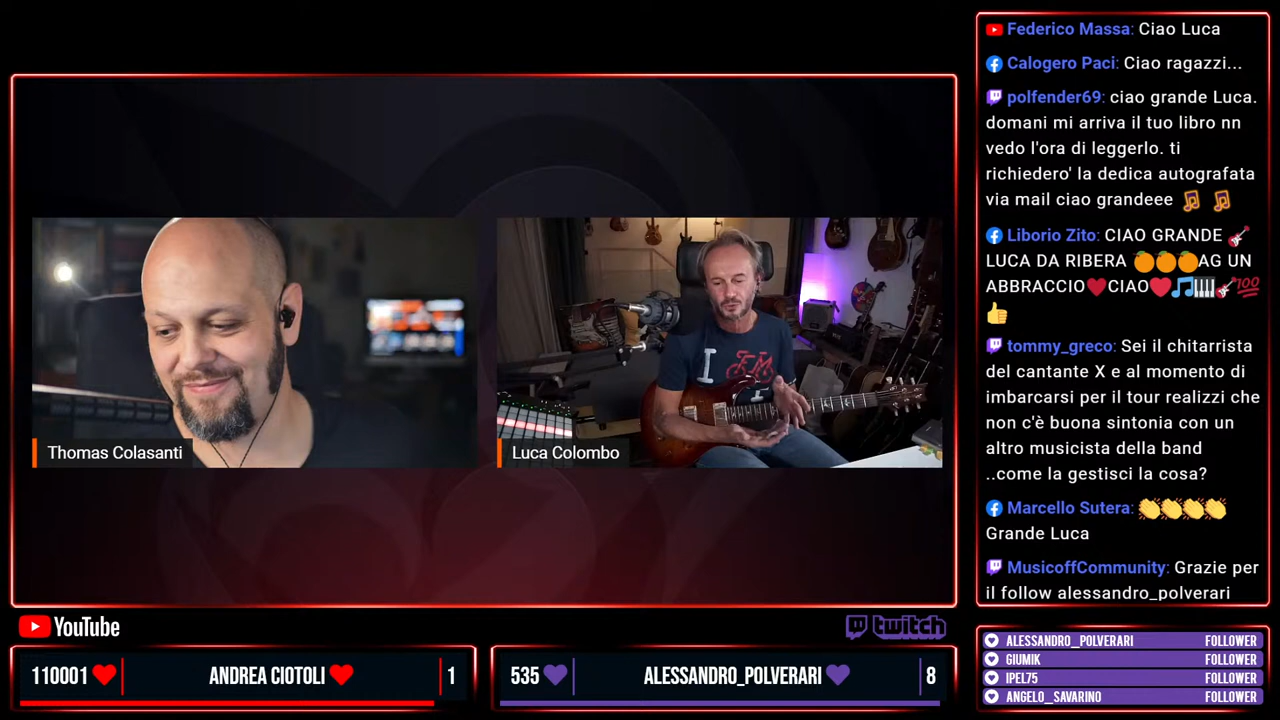 Thomas Colasanti
Luca Colombo
Federico Massa: Ciao Luca
Calogero Paci: Ciao ragazzi...
polfender69: ciao grande Luca.
domani mi arriva il tuo libro nn
vedo l'ora di leggerlo. ti
richiedero' la dedica autografata
via mail ciao grandeee 🎵 🎵
Liborio Zito: CIAO GRANDE 🎸
LUCA DA RIBERA 🍊🍊🍊AG UN
ABBRACCIO❤️CIAO❤️🎵🎹🎸💯
👍
tommy_greco: Sei il chitarrista
del cantante X e al momento di
imbarcarsi per il tour realizzi che
non c'è buona sintonia con un
altro musicista della band
..come la gestisci la cosa?
Marcello Sutera: 👏👏👏👏
Grande Luca
MusicoffCommunity: Grazie per
il follow alessandro_polverari
YouTube
twitch
110001 ANDREA CIOTOLI 1
535 ALESSANDRO_POLVERARI 8
ALESSANDRO_POLVERARI FOLLOWER
GIUMIK FOLLOWER
IPEL75 FOLLOWER
ANGELO_SAVARINO FOLLOWER